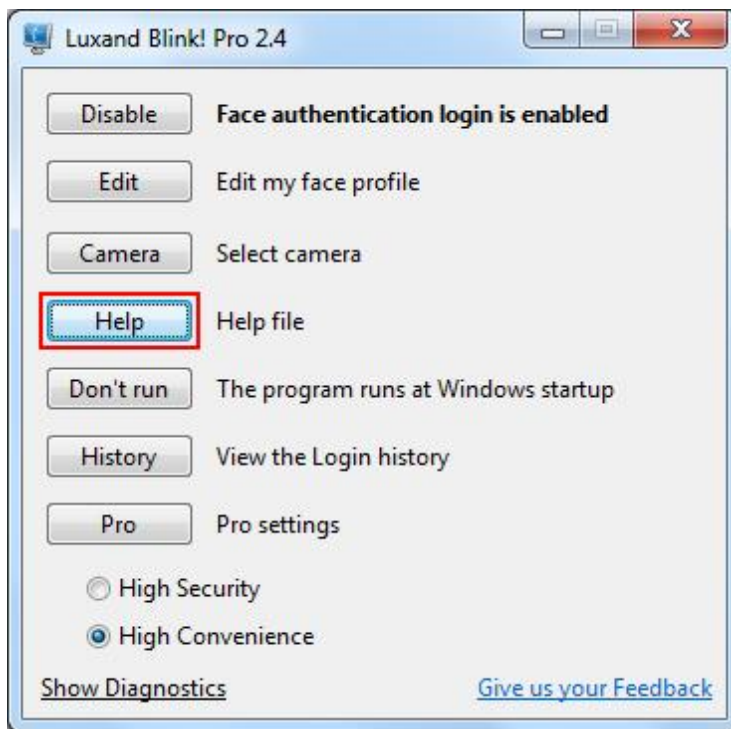 Luxand Blink! Pro 2.4
Disable Face authentication login is enabled
Edit Edit my face profile
Camera Select camera
Help Help file
Don't run The program runs at Windows startup
History View the Login history
Pro Pro settings
High Security
High Convenience
Show Diagnostics Give us your Feedback